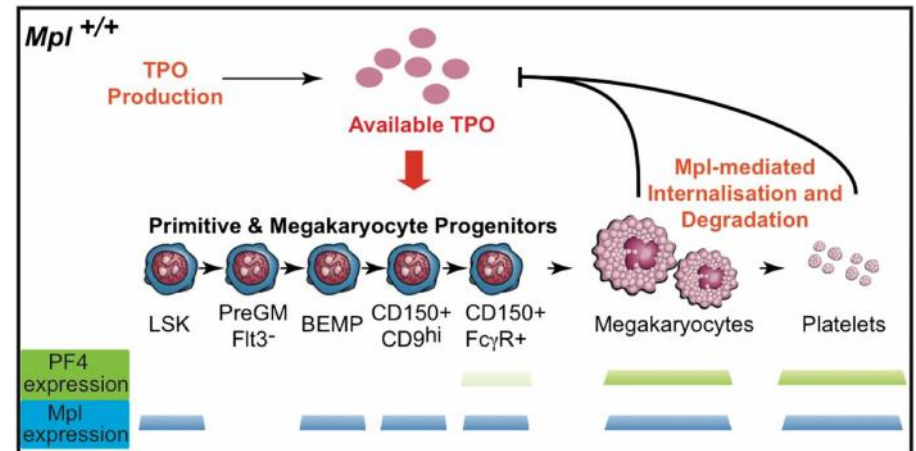 Mpl +/+
TPO
Production
Available TPO
Mpl-mediated
Internalisation and
Degradation
Primitive & Megakaryocyte Progenitors
LSK
PreGM
Flt3-
BEMP
CD150+
CD9hi
CD150+
FcγR+
Megakaryocytes
Platelets
PF4
expression
Mpl
expression